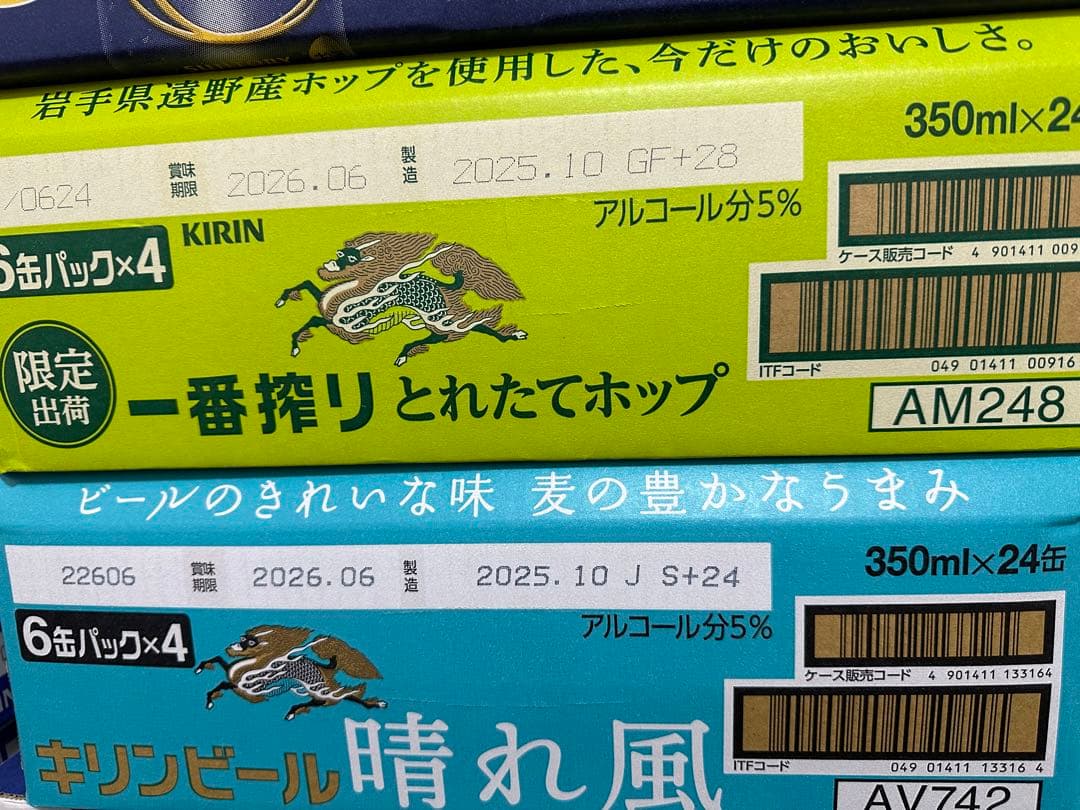 岩手県遠野産ホップを使用した、今だけのおいしさ。
350ml×24
/0624 賞味期限 2026.06 製造 2025.10 GF+28
アルコール分5%
6缶パック×4
KIRIN
ケース販売コード 4 901411 009
ITFコード 049 01411 00916
限定出荷
一番搾り とれたてホップ
AM248
ビールのきれいな味 麦の豊かなうまみ
22606 賞味期限 2026.06 製造 2025.10 J S+24
350ml×24缶
アルコール分5%
6缶パック×4
ケース販売コード 4 901411 133164
ITFコード 049 01411 13316 4
キリンビール 晴れ風
AV742